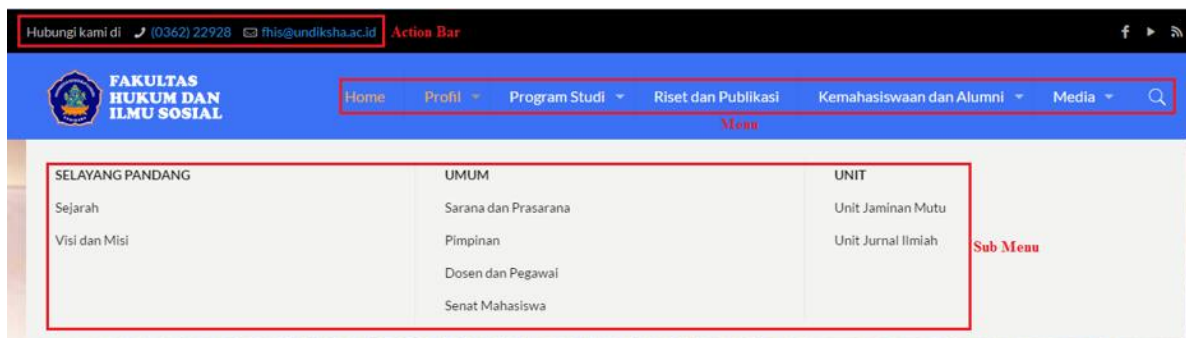 Hubungi kami di (0362) 22928 fhis@undiksha.ac.id Action Bar
FAKULTAS
HUKUM DAN
ILMU SOSIAL
Home Profil Program Studi Riset dan Publikasi Kemahasiswaan dan Alumni Media
Menu
SELAYANG PANDANG UMUM UNIT
Sejarah Sarana dan Prasarana Unit Jaminan Mutu
Visi dan Misi Pimpinan Unit Jurnal Ilmiah Sub Menu
Dosen dan Pegawai
Senat Mahasiswa